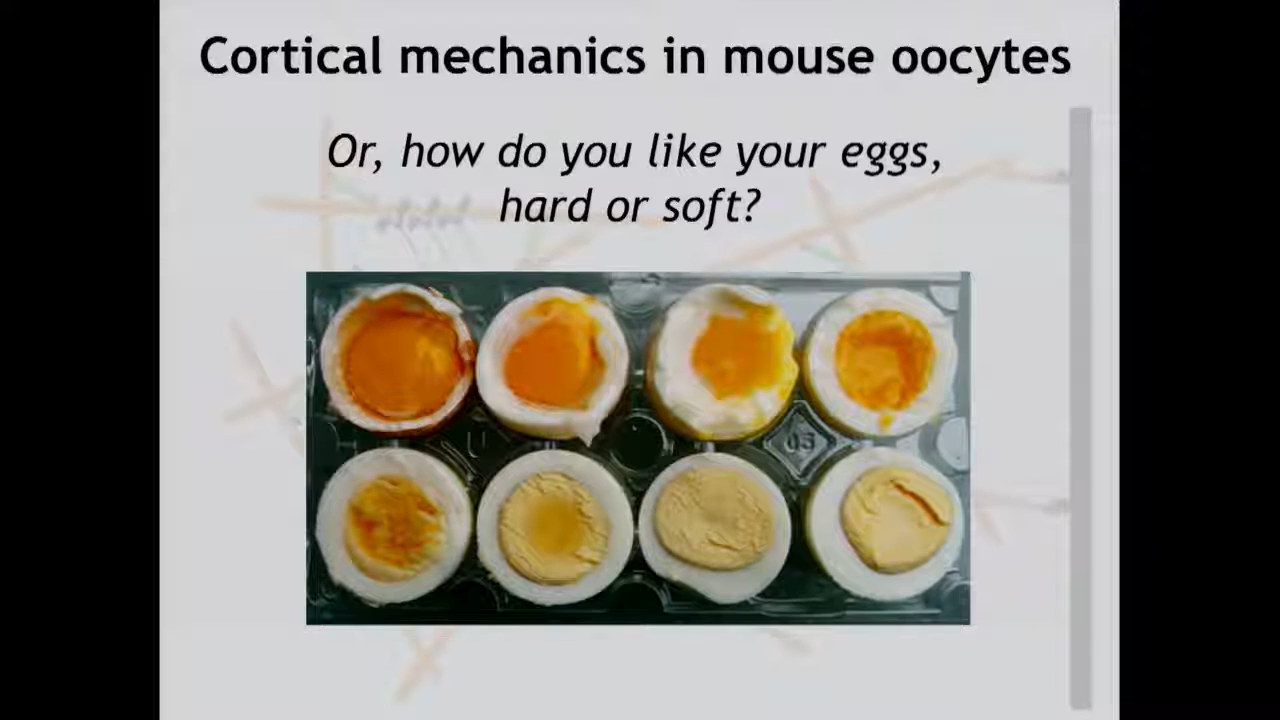 Cortical mechanics in mouse oocytes
Or, how do you like your eggs,
hard or soft?